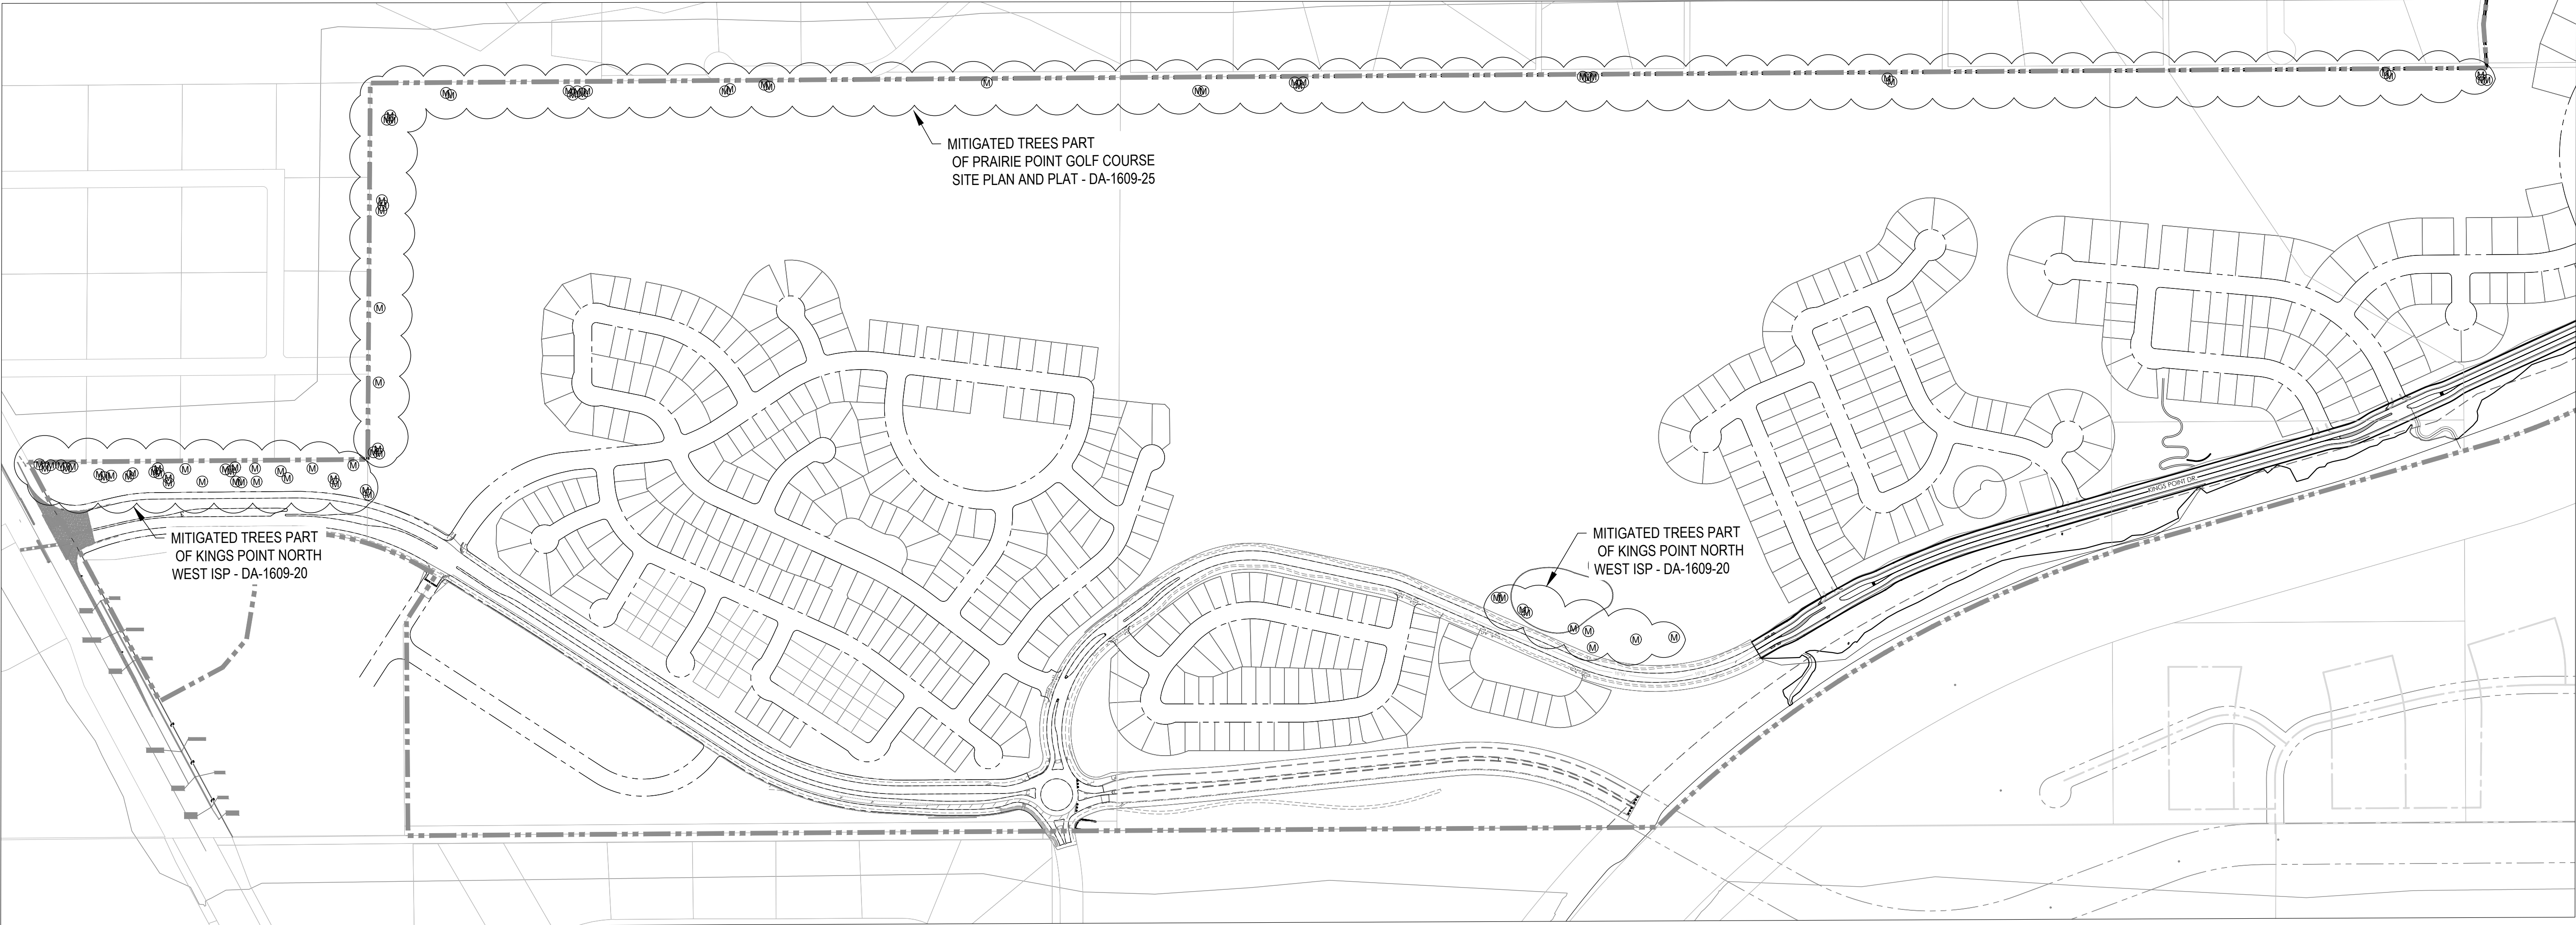 MITIGATED TREES PART
OF PRAIRIE POINT GOLF COURSE
SITE PLAN AND PLAT - DA-1609-25
MITIGATED TREES PART
OF KINGS POINT NORTH
WEST ISP - DA-1609-20
MITIGATED TREES PART
OF KINGS POINT NORTH
WEST ISP - DA-1609-20
KINGS POINT DR.